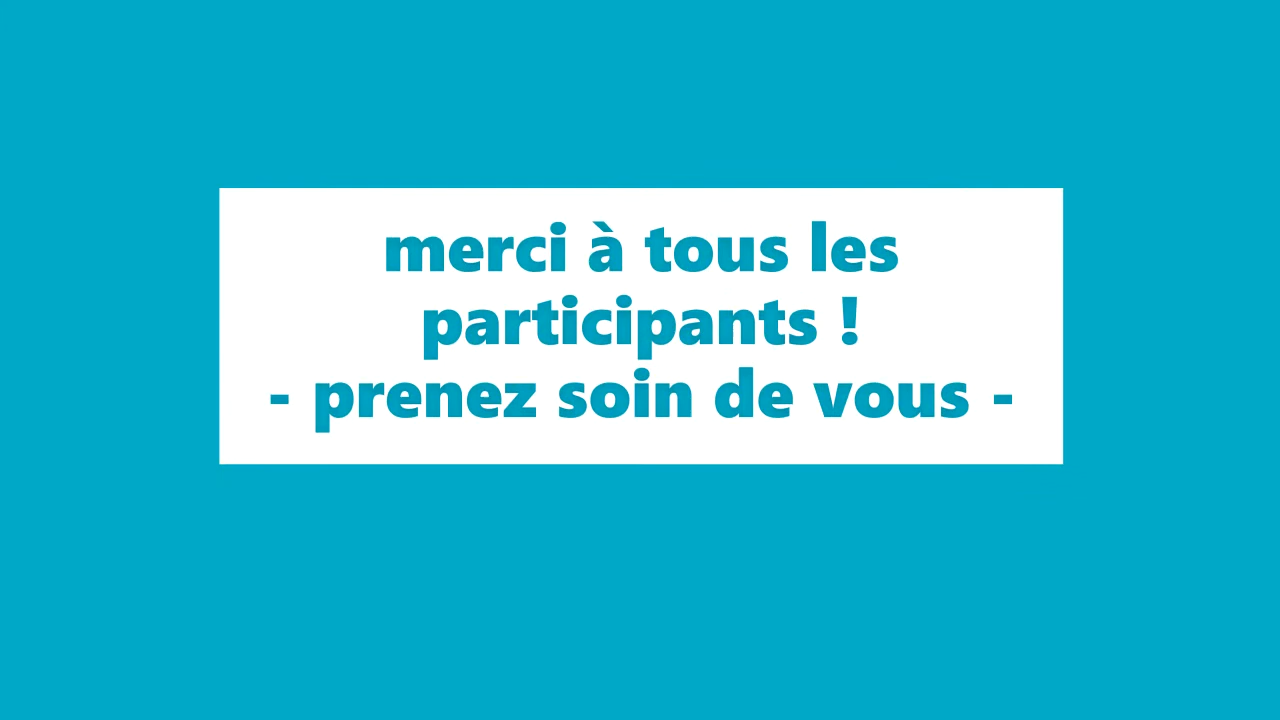 merci à tous les
participants !
- prenez soin de vous -